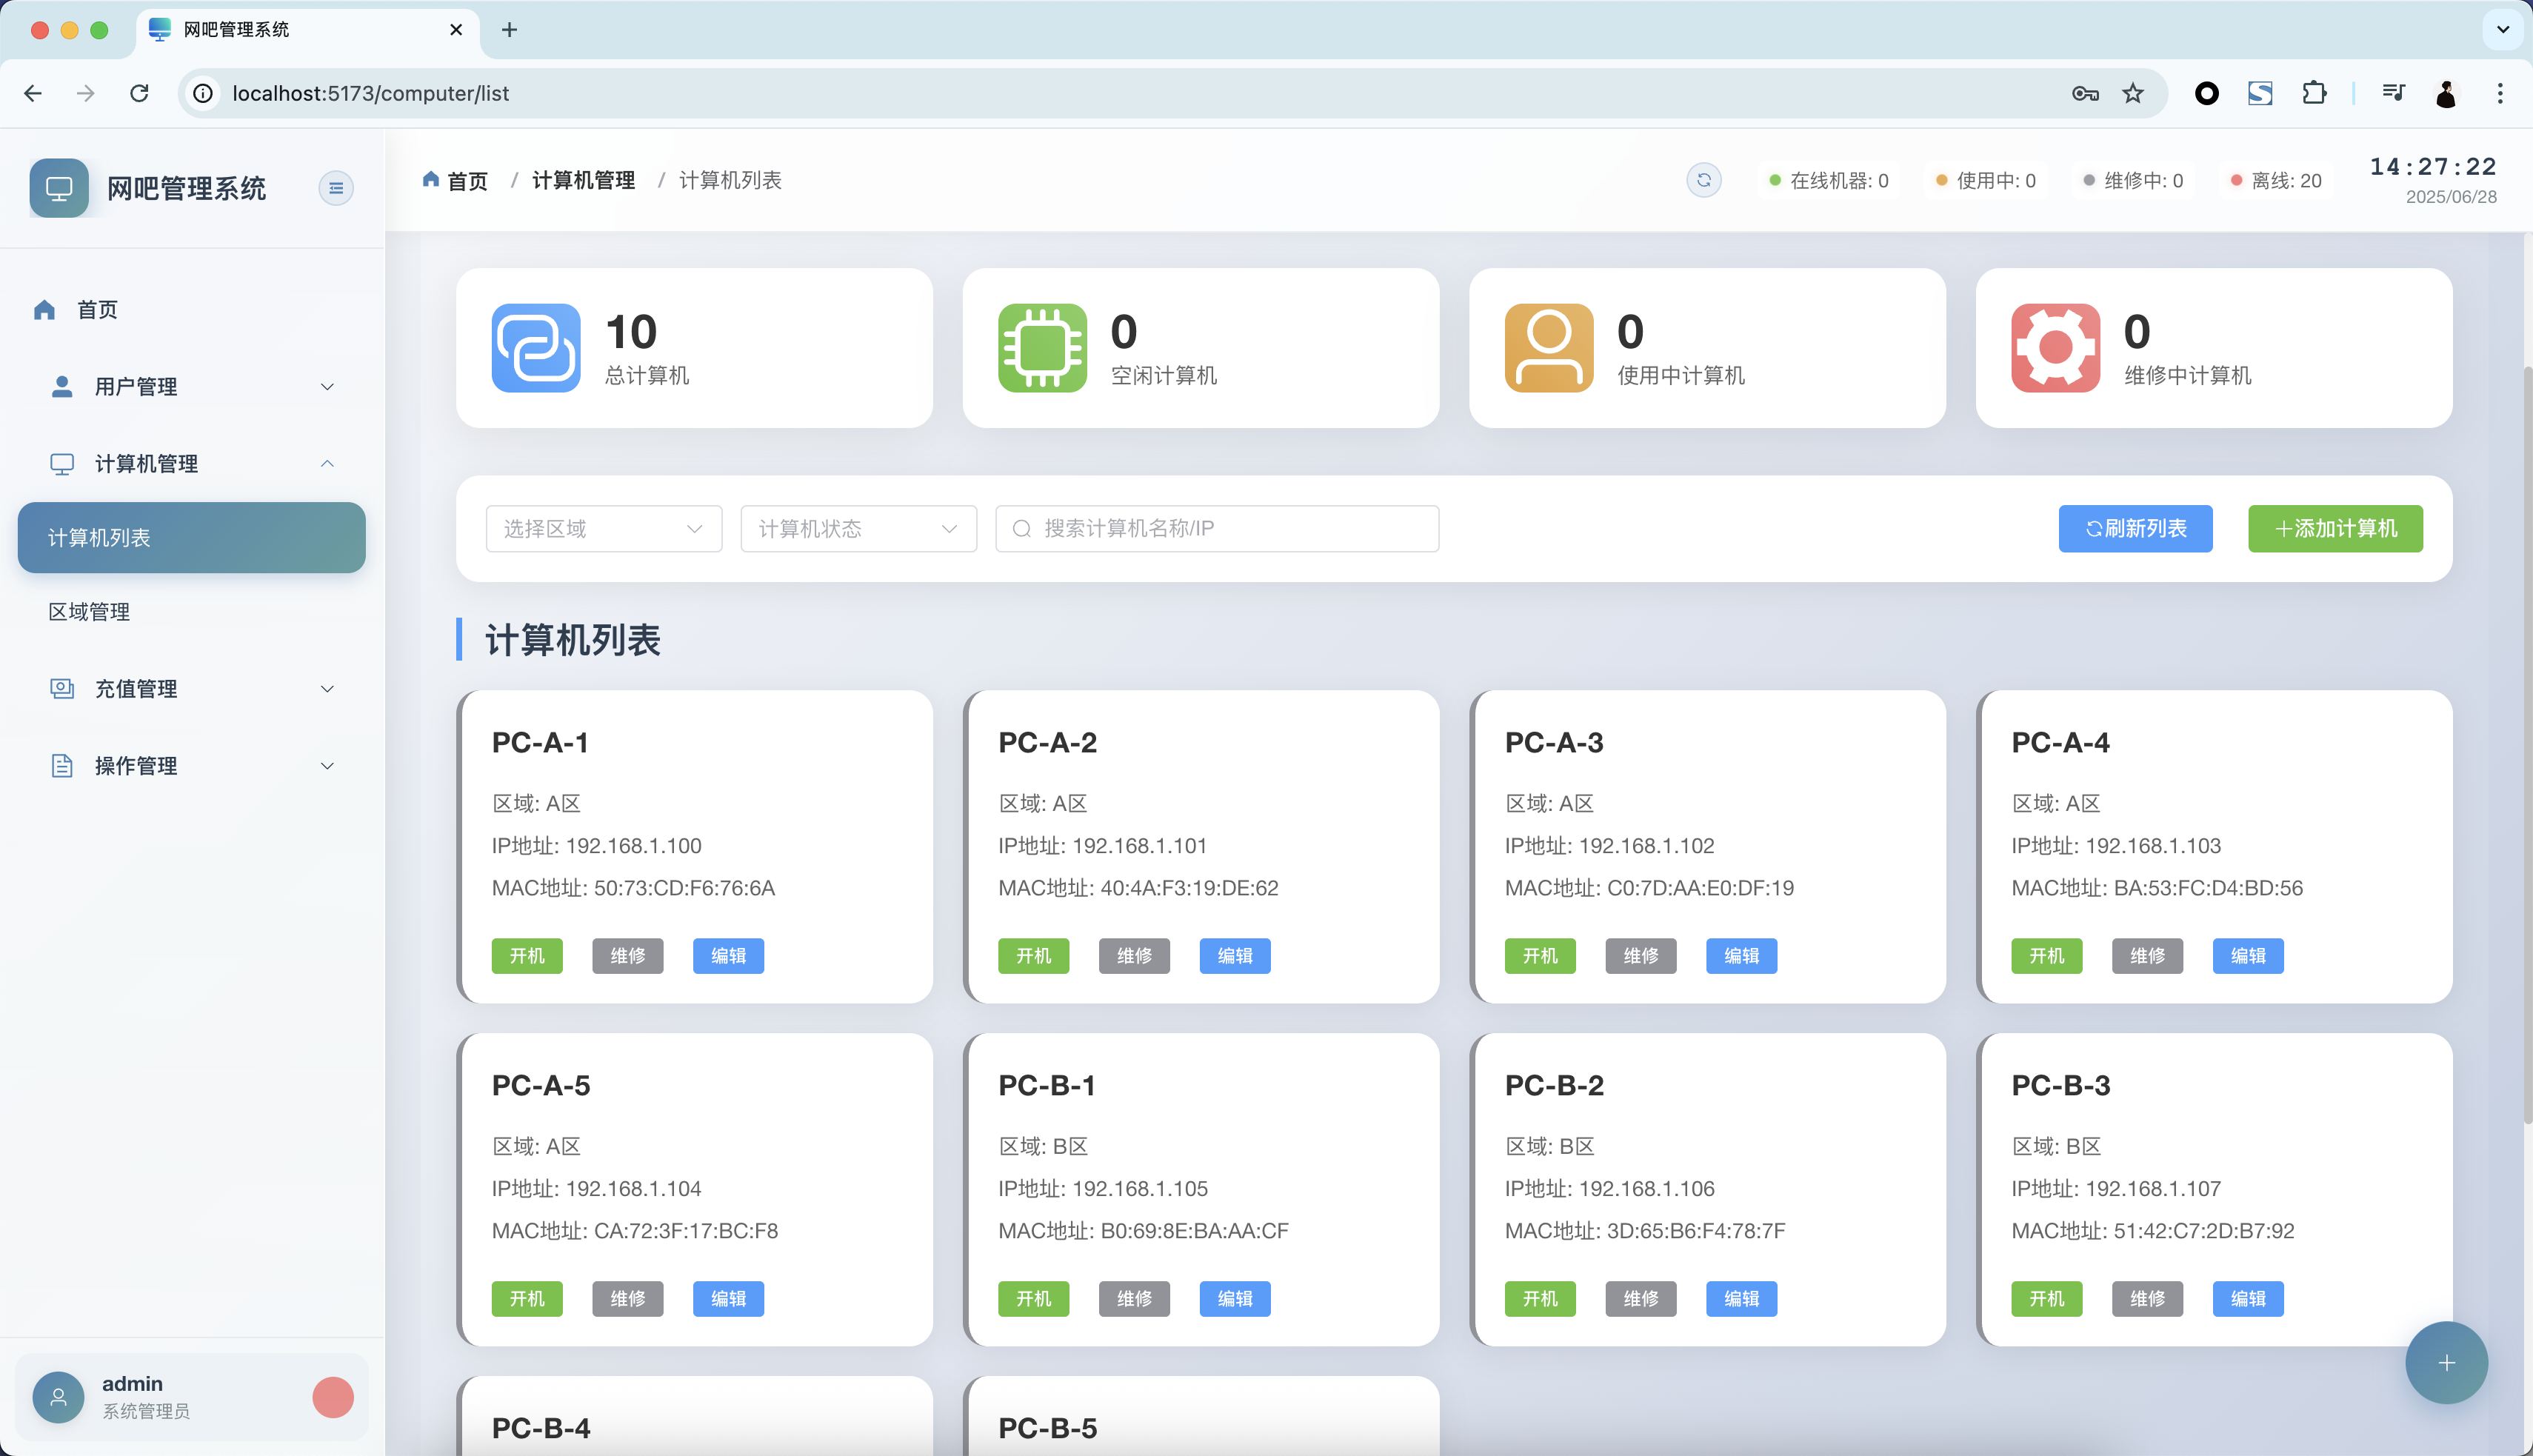 网吧管理系统
localhost:5173/computer/list
网吧管理系统
首页 / 计算机管理 / 计算机列表
在线机器: 0
使用中: 0
维修中: 0
离线: 20
14:27:22
2025/06/28
首页
用户管理
计算机管理
计算机列表
区域管理
充值管理
操作管理
admin
系统管理员
10
总计算机
0
空闲计算机
0
使用中计算机
0
维修中计算机
选择区域
计算机状态
搜索计算机名称/IP
刷新列表
添加计算机
计算机列表
PC-A-1
区域: A区
IP地址: 192.168.1.100
MAC地址: 50:73:CD:F6:76:6A
开机 维修 编辑
PC-A-2
区域: A区
IP地址: 192.168.1.101
MAC地址: 40:4A:F3:19:DE:62
开机 维修 编辑
PC-A-3
区域: A区
IP地址: 192.168.1.102
MAC地址: C0:7D:AA:E0:DF:19
开机 维修 编辑
PC-A-4
区域: A区
IP地址: 192.168.1.103
MAC地址: BA:53:FC:D4:BD:56
开机 维修 编辑
PC-A-5
区域: A区
IP地址: 192.168.1.104
MAC地址: CA:72:3F:17:BC:F8
开机 维修 编辑
PC-B-1
区域: B区
IP地址: 192.168.1.105
MAC地址: B0:69:8E:BA:AA:CF
开机 维修 编辑
PC-B-2
区域: B区
IP地址: 192.168.1.106
MAC地址: 3D:65:B6:F4:78:7F
开机 维修 编辑
PC-B-3
区域: B区
IP地址: 192.168.1.107
MAC地址: 51:42:C7:2D:B7:92
开机 维修 编辑
PC-B-4
PC-B-5